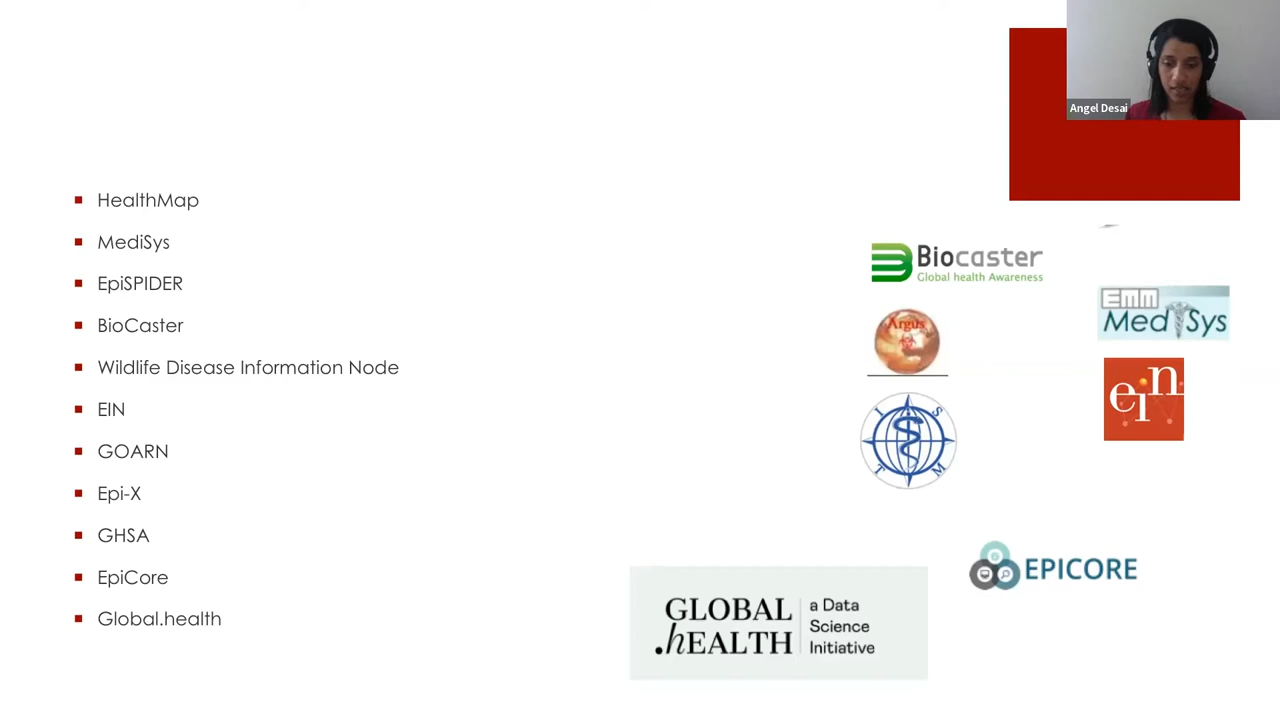 Angel Desai
HealthMap
MediSys
EpiSPIDER
BioCaster
Wildlife Disease Information Node
EIN
GOARN
Epi-X
GHSA
EpiCore
Global.health
Biocaster
Global health Awareness
EMM
MedISys
Argus
ein
I S
T M
EPICORE
GLOBAL
.hEALTH
a Data
Science
Initiative